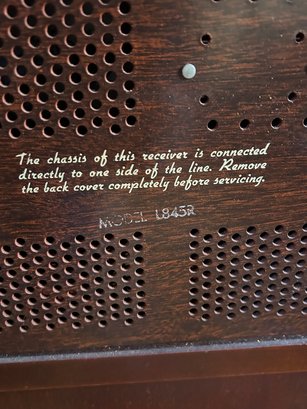 The chassis of this receiver is connected
directly to one side of the line. Remove
the back cover completely before servicing.
MODEL L845R